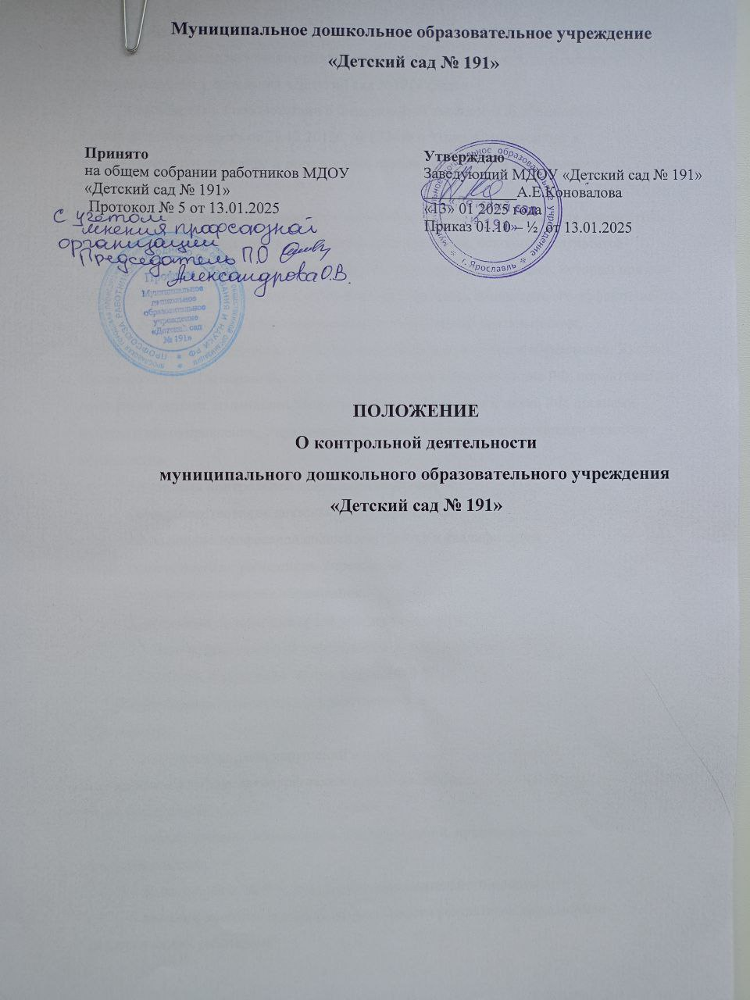 Муниципальное дошкольное образовательное учреждение
«Детский сад № 191»
Принято
на общем собрании работников МДОУ
«Детский сад № 191»
Протокол № 5 от 13.01.2025
С учетом
мнения профсоюзной
организации
Председатель П.О
Александрова О.В.
Муниципальное
дошкольное
образовательное
учреждение
«Детский сад
№ 191»
Утверждаю
Заведующий МДОУ «Детский сад № 191»
А.Е.Коновалова
«13» 01 2025 года
Приказ 01.10 – ½ от 13.01.2025
г. Ярославль
ПОЛОЖЕНИЕ
О контрольной деятельности
муниципального дошкольного образовательного учреждения
«Детский сад № 191»